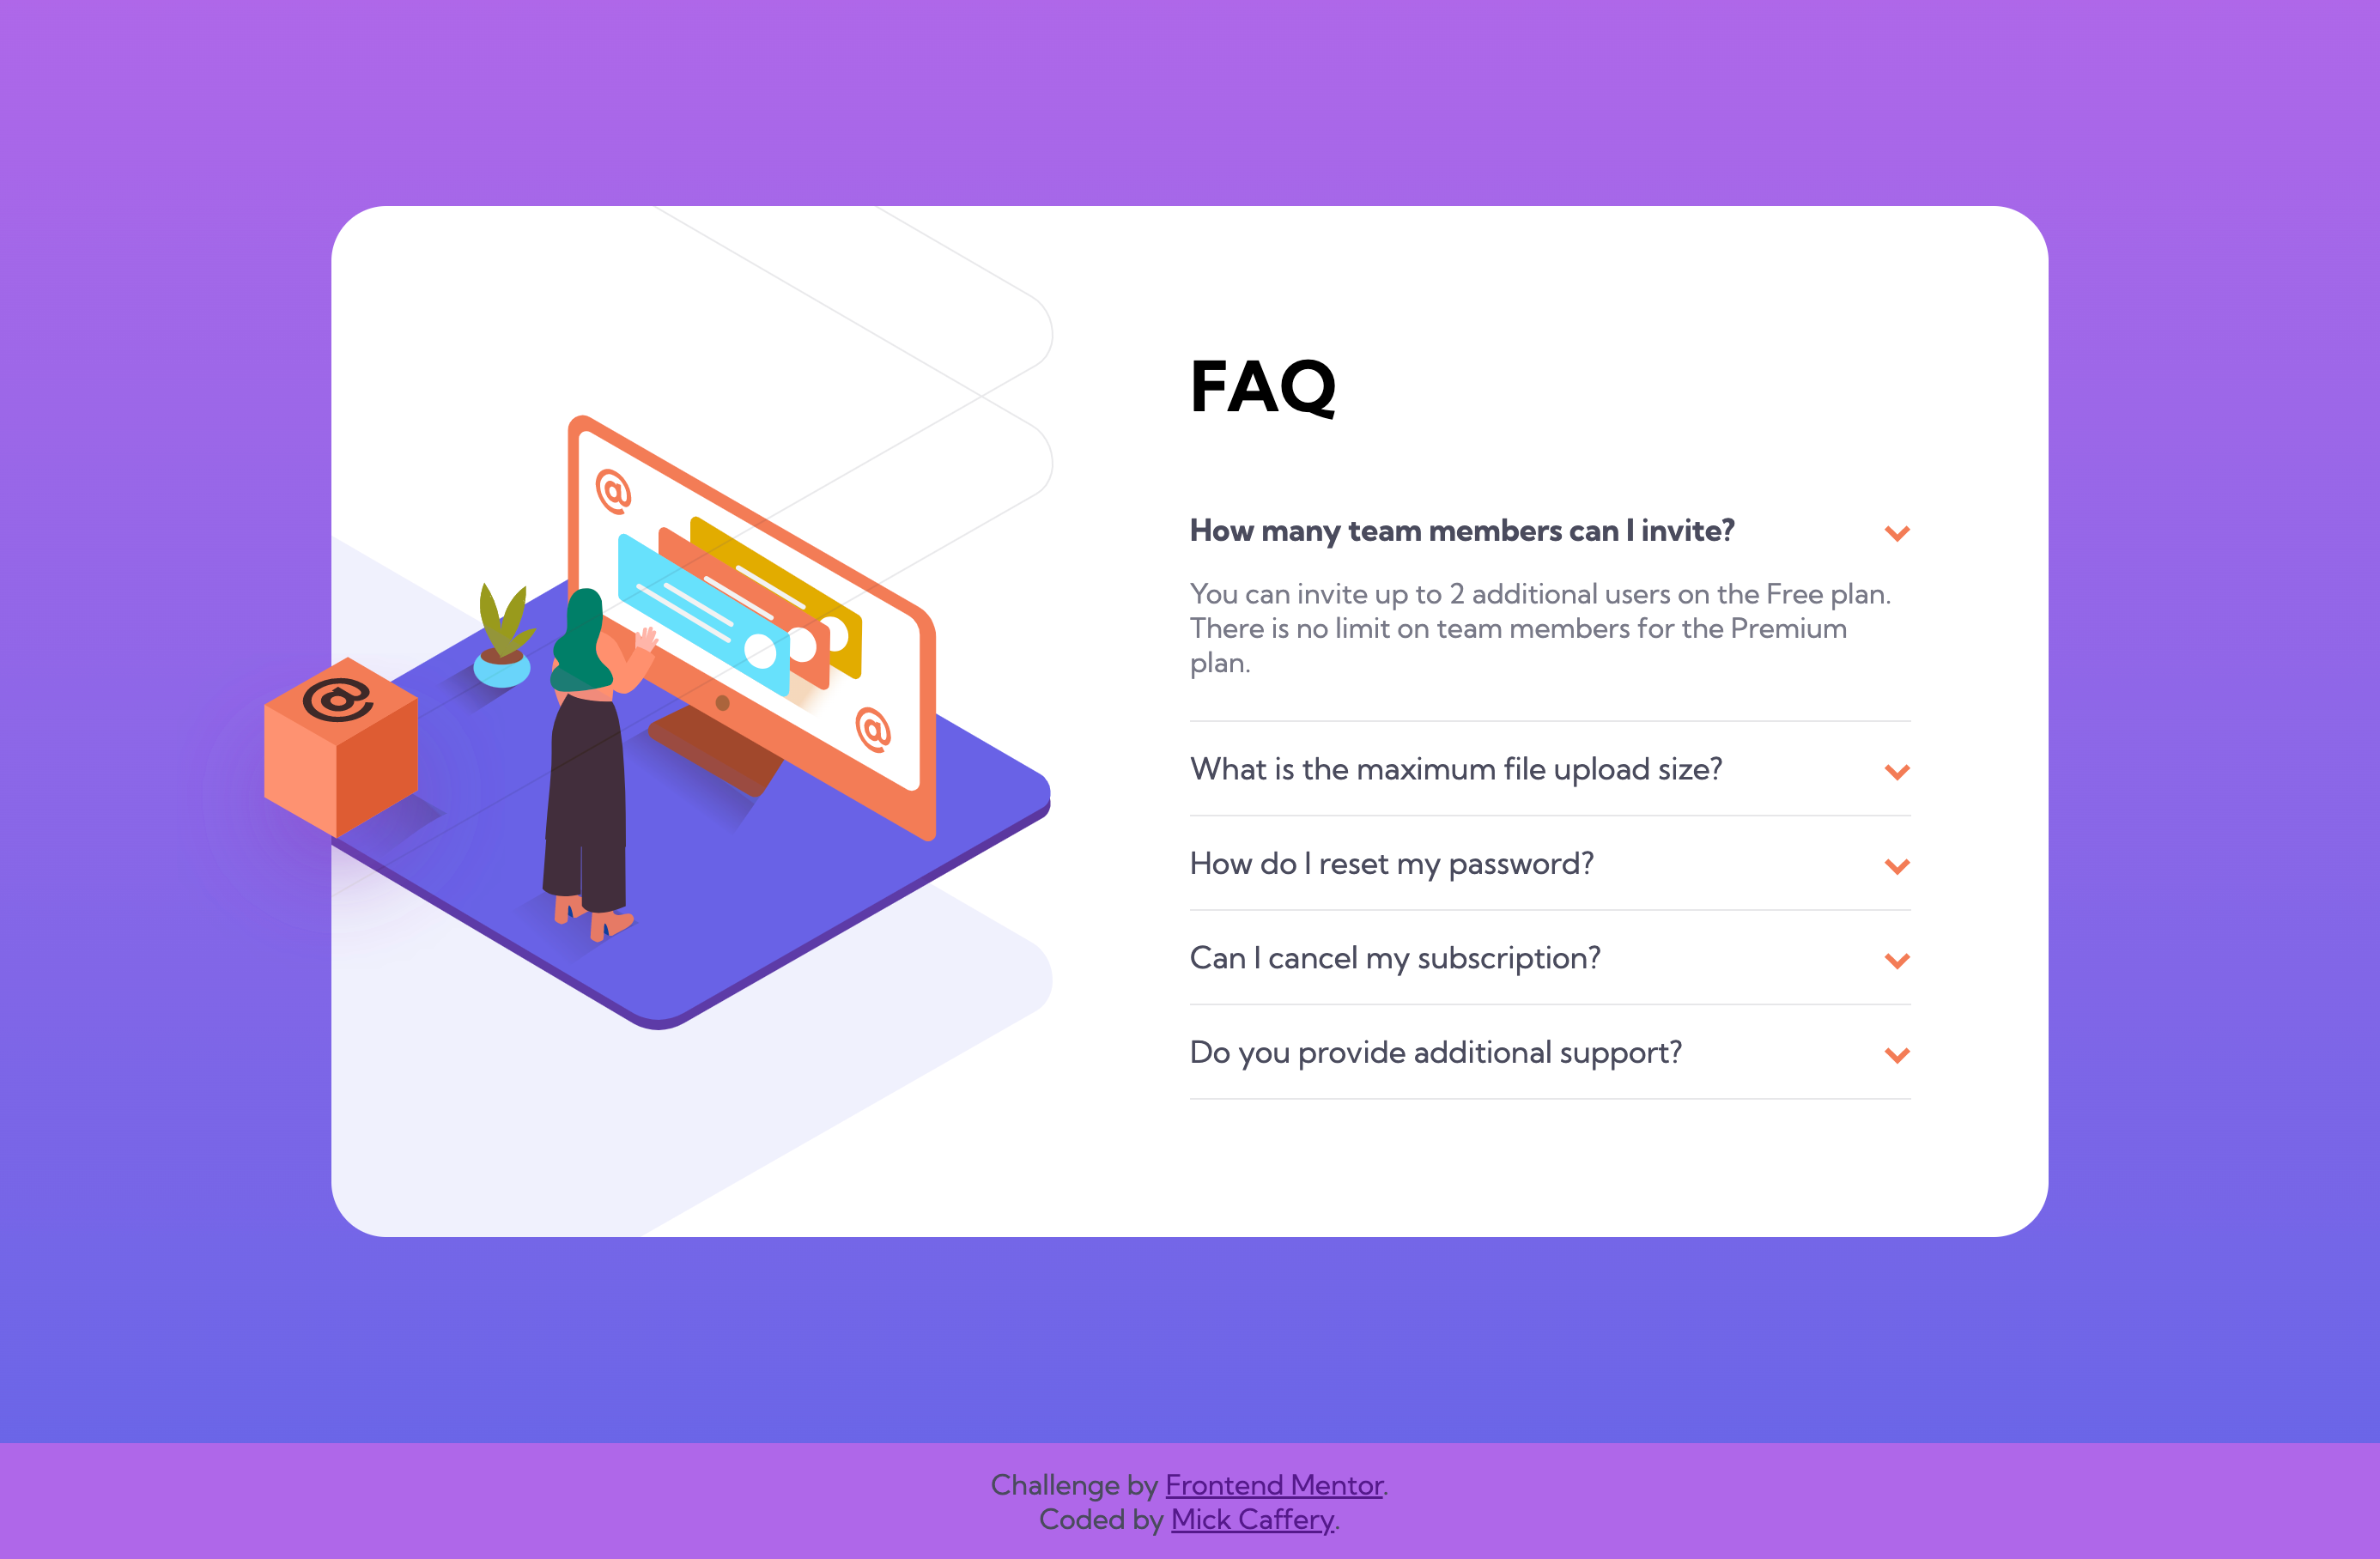 FAQ
How many team members can I invite?
You can invite up to 2 additional users on the Free plan.
There is no limit on team members for the Premium
plan.
What is the maximum file upload size?
How do I reset my password?
Can I cancel my subscription?
Do you provide additional support?
@
@
@
Challenge by Frontend Mentor.
Coded by Mick Caffery.